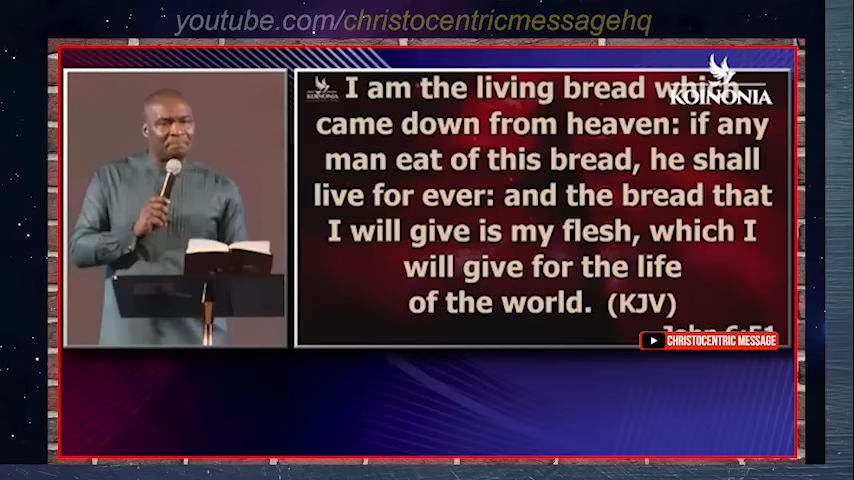 youtube.com/christocentricmessagehq
KOINONIA
I am the living bread which
came down from heaven: if any
man eat of this bread, he shall
live for ever: and the bread that
I will give is my flesh, which I
will give for the life
of the world. (KJV)
John 6:51
KOINONIA
CHRISTOCENTRIC MESSAGE